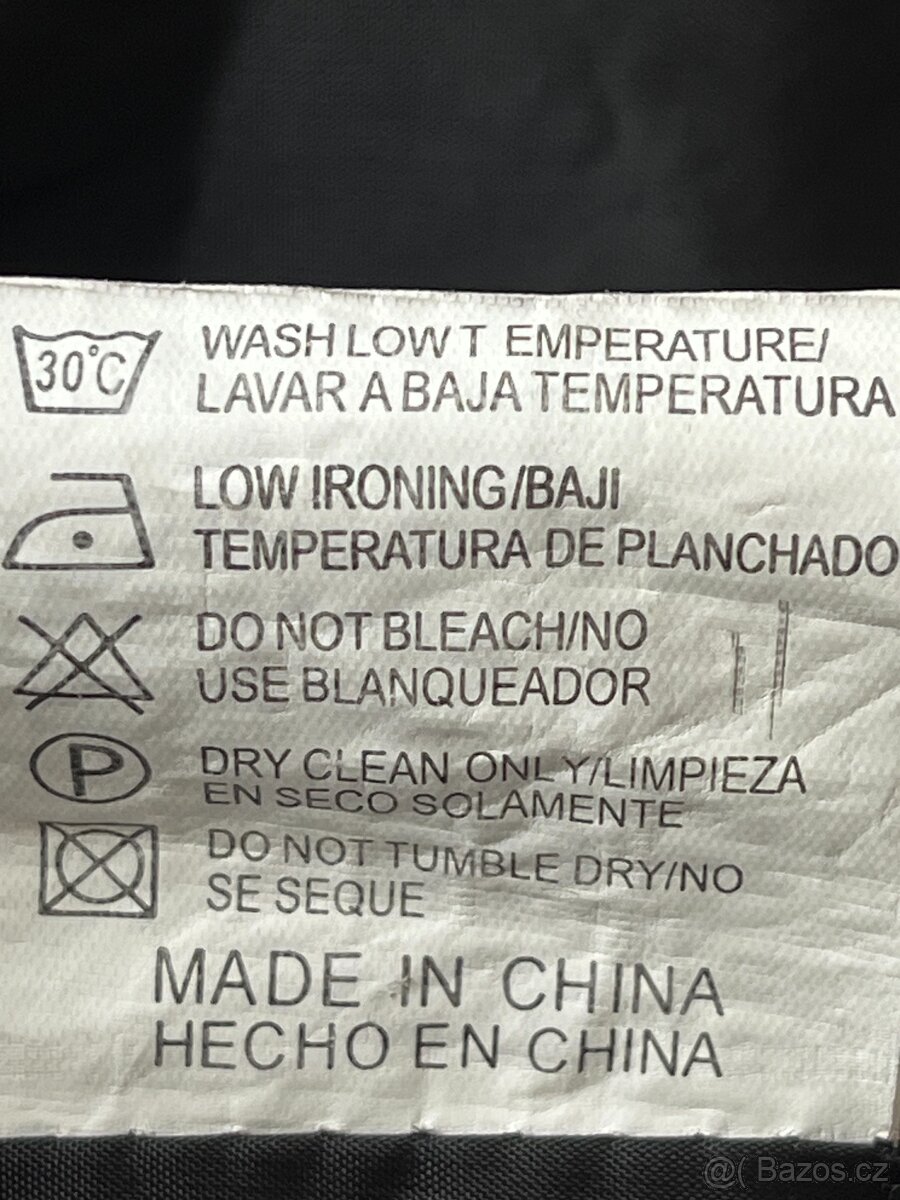 30°C
WASH LOW T EMPERATURE/
LAVAR A BAJA TEMPERATURA
LOW IRONING/BAJI
TEMPERATURA DE PLANCHADO
DO NOT BLEACH/NO
USE BLANQUEADOR
P
DRY CLEAN ONLY/LIMPIEZA
EN SECO SOLAMENTE
DO NOT TUMBLE DRY/NO
SE SEQUE
MADE IN CHINA
HECHO EN CHINA
@( Bazos.cz